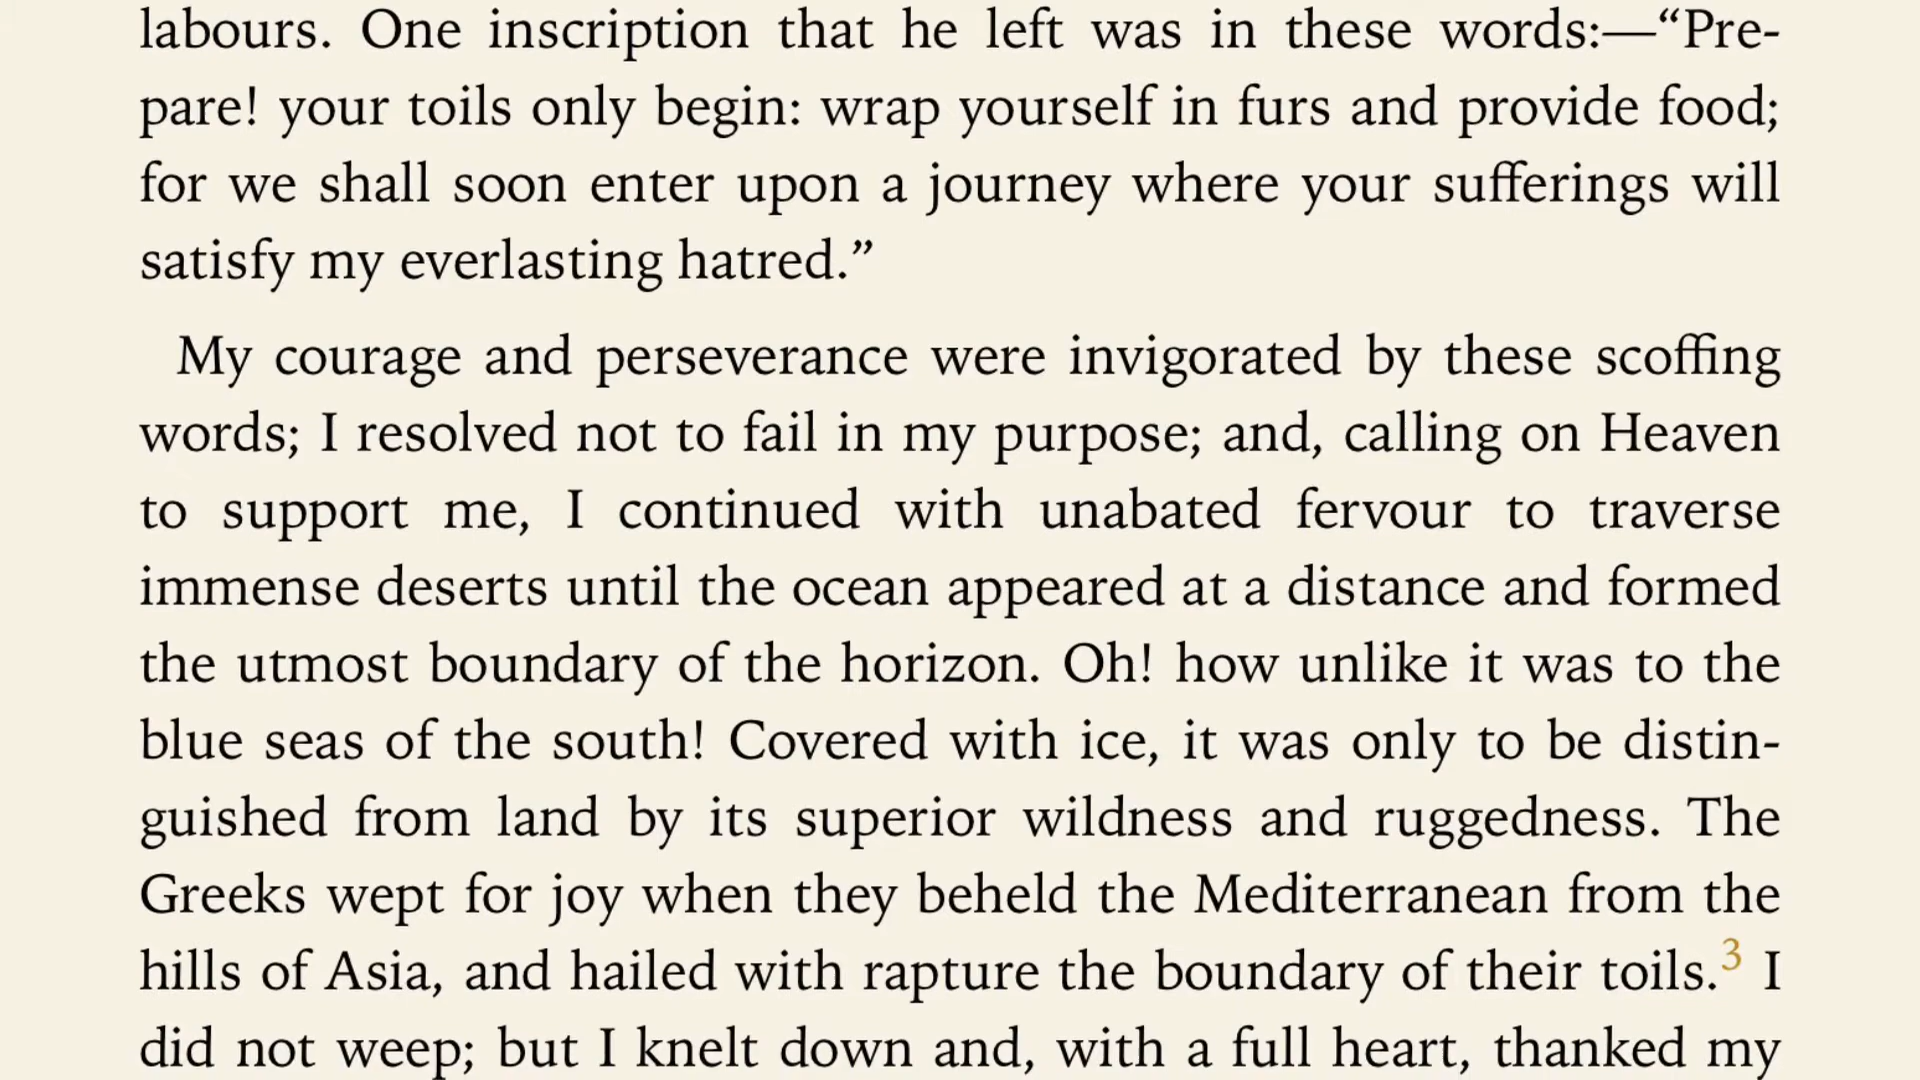 labours. One inscription that he left was in these words:—“Pre-
pare! your toils only begin: wrap yourself in furs and provide food;
for we shall soon enter upon a journey where your sufferings will
satisfy my everlasting hatred.”
My courage and perseverance were invigorated by these scoffing
words; I resolved not to fail in my purpose; and, calling on Heaven
to support me, I continued with unabated fervour to traverse
immense deserts until the ocean appeared at a distance and formed
the utmost boundary of the horizon. Oh! how unlike it was to the
blue seas of the south! Covered with ice, it was only to be distin-
guished from land by its superior wildness and ruggedness. The
Greeks wept for joy when they beheld the Mediterranean from the
hills of Asia, and hailed with rapture the boundary of their toils.3 I
did not weep; but I knelt down and, with a full heart, thanked my